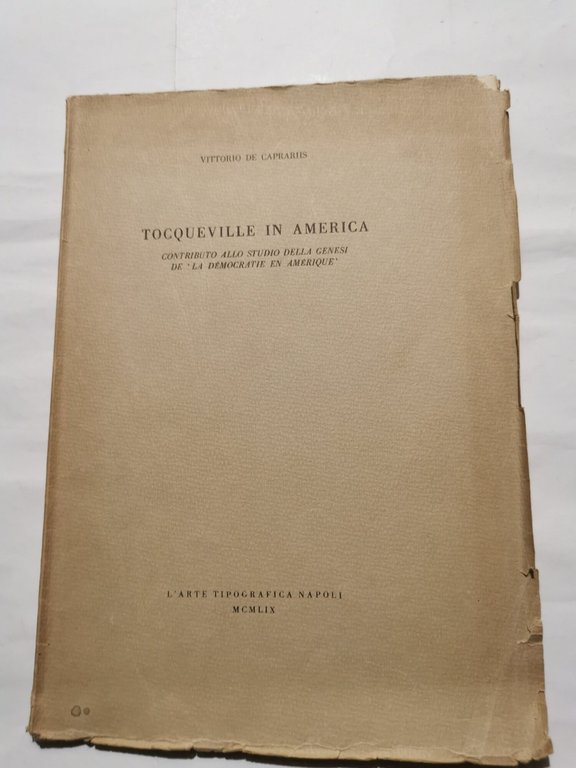 VITTORIO DE CAPRARIIS
TOCQUEVILLE IN AMERICA
CONTRIBUTO ALLO STUDIO DELLA GENESI
DE 'LA DÉMOCRATIE EN AMÉRIQUE'
L'ARTE TIPOGRAFICA NAPOLI
MCMLIX